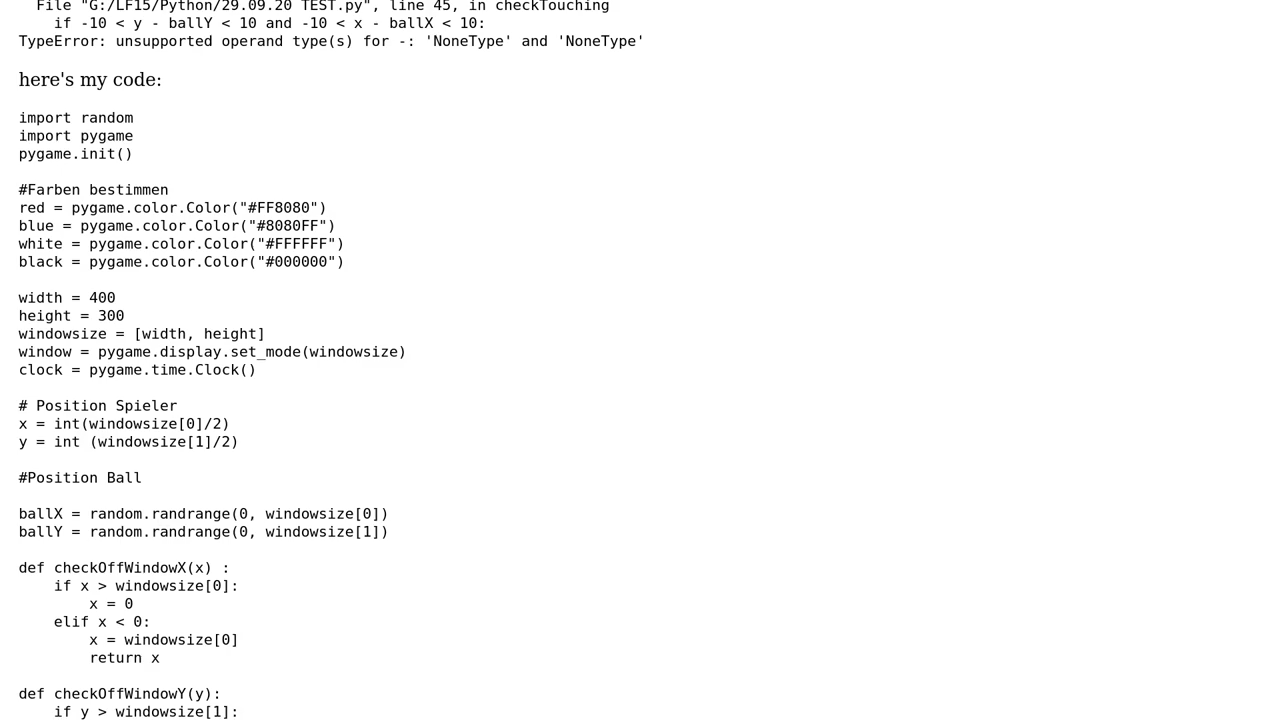 File "G:/LF15/Python/29.09.20 TEST.py", line 45, in checkTouching
if -10 < y - ballY < 10 and -10 < x - ballX < 10:
TypeError: unsupported operand type(s) for -: 'NoneType' and 'NoneType'
here's my code:
import random
import pygame
pygame.init()
#Farben bestimmen
red = pygame.color.Color("#FF8080")
blue = pygame.color.Color("#8080FF")
white = pygame.color.Color("#FFFFFF")
black = pygame.color.Color("#000000")
width = 400
height = 300
windowsize = [width, height]
window = pygame.display.set_mode(windowsize)
clock = pygame.time.Clock()
# Position Spieler
x = int(windowsize[0]/2)
y = int (windowsize[1]/2)
#Position Ball
ballX = random.randrange(0, windowsize[0])
ballY = random.randrange(0, windowsize[1])
def checkOffWindowX(x) :
if x > windowsize[0]:
x = 0
elif x < 0:
x = windowsize[0]
return x
def checkOffWindowY(y):
if y > windowsize[1]: